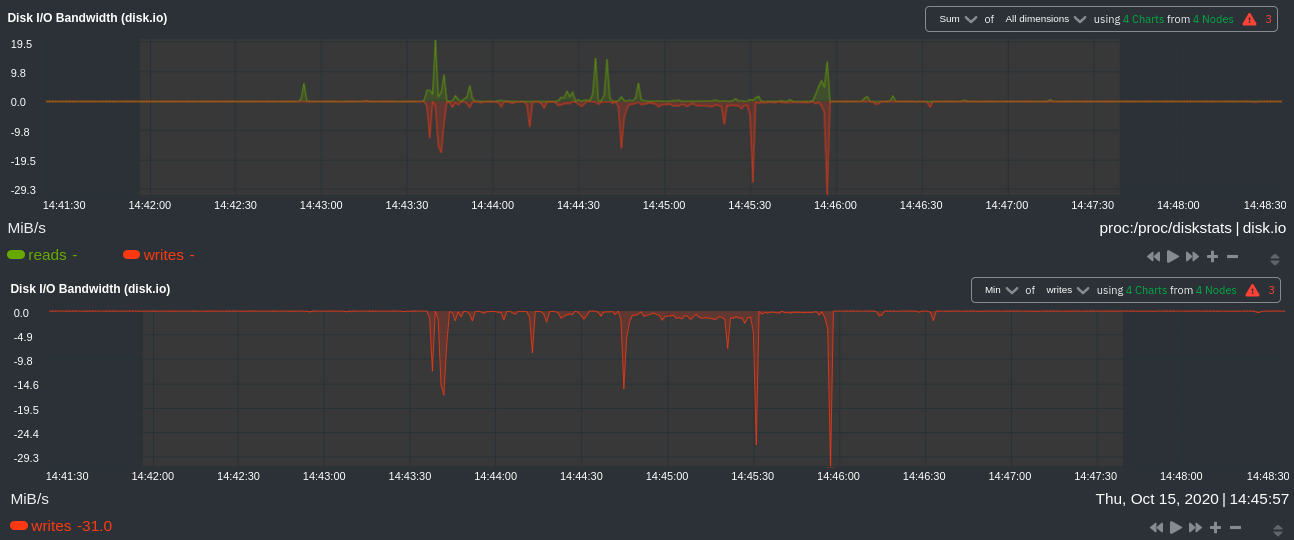 Disk I/O Bandwidth (disk.io) Sum of All dimensions using 4 Charts from 4 Nodes 3
19.5
9.8
0.0
-9.8
-19.5
-29.3
14:41:30 14:42:00 14:42:30 14:43:00 14:43:30 14:44:00 14:44:30 14:45:00 14:45:30 14:46:00 14:46:30 14:47:00 14:47:30 14:48:00 14:48:30
MiB/s proc:/proc/diskstats | disk.io
reads - writes -
Disk I/O Bandwidth (disk.io) Min of writes using 4 Charts from 4 Nodes 3
0.0
-4.9
-9.8
-14.6
-19.5
-24.4
-29.3
14:41:30 14:42:00 14:42:30 14:43:00 14:43:30 14:44:00 14:44:30 14:45:00 14:45:30 14:46:00 14:46:30 14:47:00 14:47:30 14:48:00 14:48:30
MiB/s Thu, Oct 15, 2020 | 14:45:57
writes -31.0